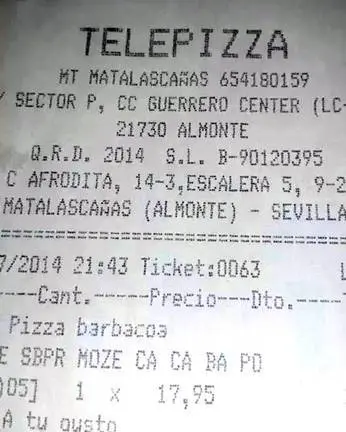 TELEPIZZA
MT MATALASCAÑAS 654180159
/ SECTOR P, CC GUERRERO CENTER (LC-
21730 ALMONTE
Q.R.D. 2014 S.L. B-90120395
C AFRODITA, 14-3,ESCALERA 5, 9-2
MATALASCAÑAS (ALMONTE) - SEVILLA
7/2014 21:43 Ticket:0063 L
----Cant.-----Precio---Dto.----T
Pizza barbacoa
E SBPR MOZE CA CA BA PO
)05] 1 x 17,95
A tu gusto